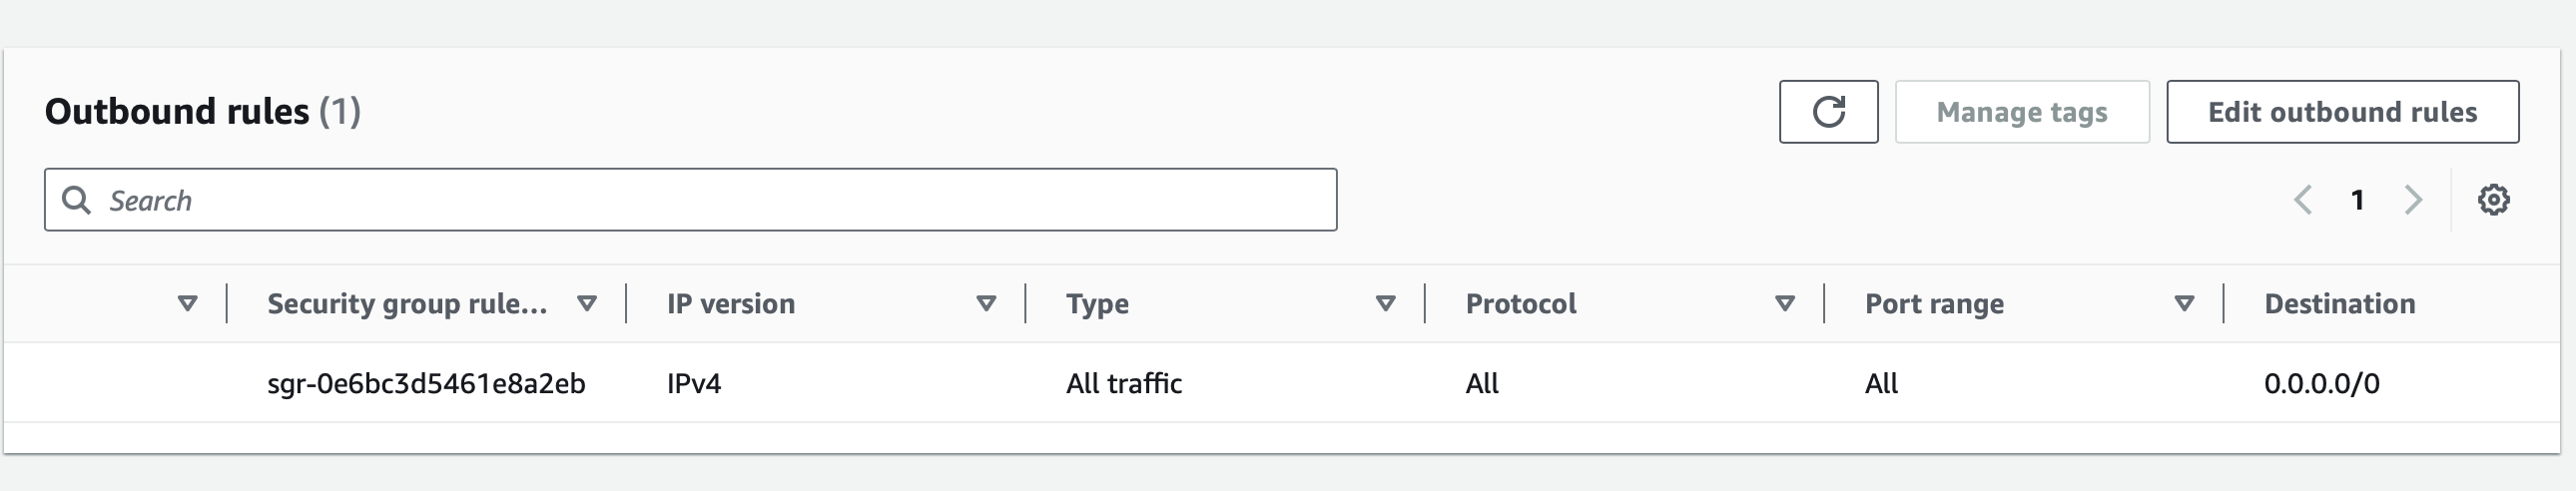 Outbound rules (1)
Manage tags
Edit outbound rules
Search
1
Security group rule... IP version Type Protocol Port range Destination
sgr-0e6bc3d5461e8a2eb IPv4 All traffic All All 0.0.0.0/0